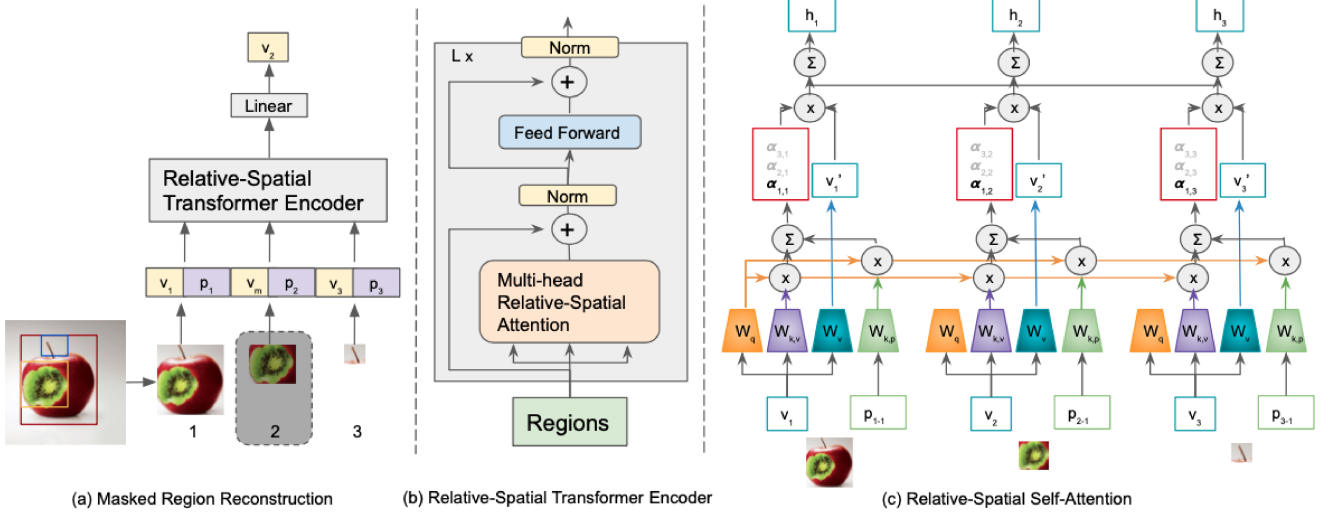 v2
Linear
Relative-Spatial
Transformer Encoder
v1 p1 vm p2 v3 p3
1 2 3
(a) Masked Region Reconstruction
L x
Norm
+
Feed Forward
Norm
+
Multi-head
Relative-Spatial
Attention
Regions
(b) Relative-Spatial Transformer Encoder
h1 h2 h3
Σ Σ Σ
x x x
α3,1 α3,2 α3,3
α2,1 α2,2 α2,3
α1,1 v1' α1,2 v2' α1,3 v3'
Σ Σ Σ
x x x
x x x
Wq Wk,v Wv Wk,p Wq Wk,v Wv Wk,p Wq Wk,v Wv Wk,p
v1 p1-1 v2 p2-1 v3 p3-1
(c) Relative-Spatial Self-Attention